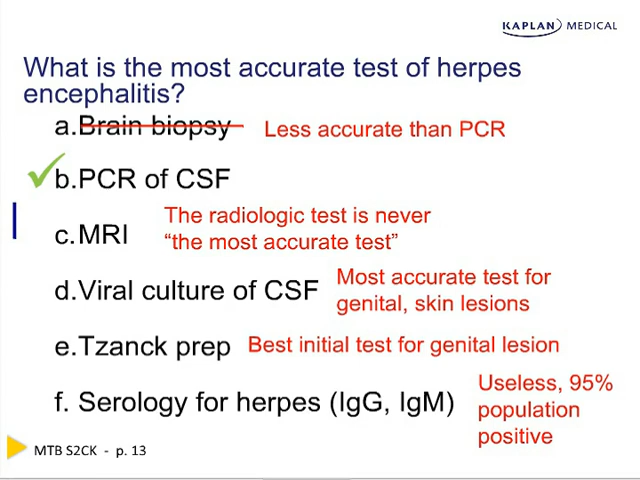 KAPLAN MEDICAL
What is the most accurate test of herpes
encephalitis?
a. Brain biopsy Less accurate than PCR
b. PCR of CSF
The radiologic test is never
c. MRI "the most accurate test"
Most accurate test for
d. Viral culture of CSF genital, skin lesions
e. Tzanck prep Best initial test for genital lesion
f. Serology for herpes (IgG, IgM) Useless, 95%
population
positive
MTB S2CK - p. 13